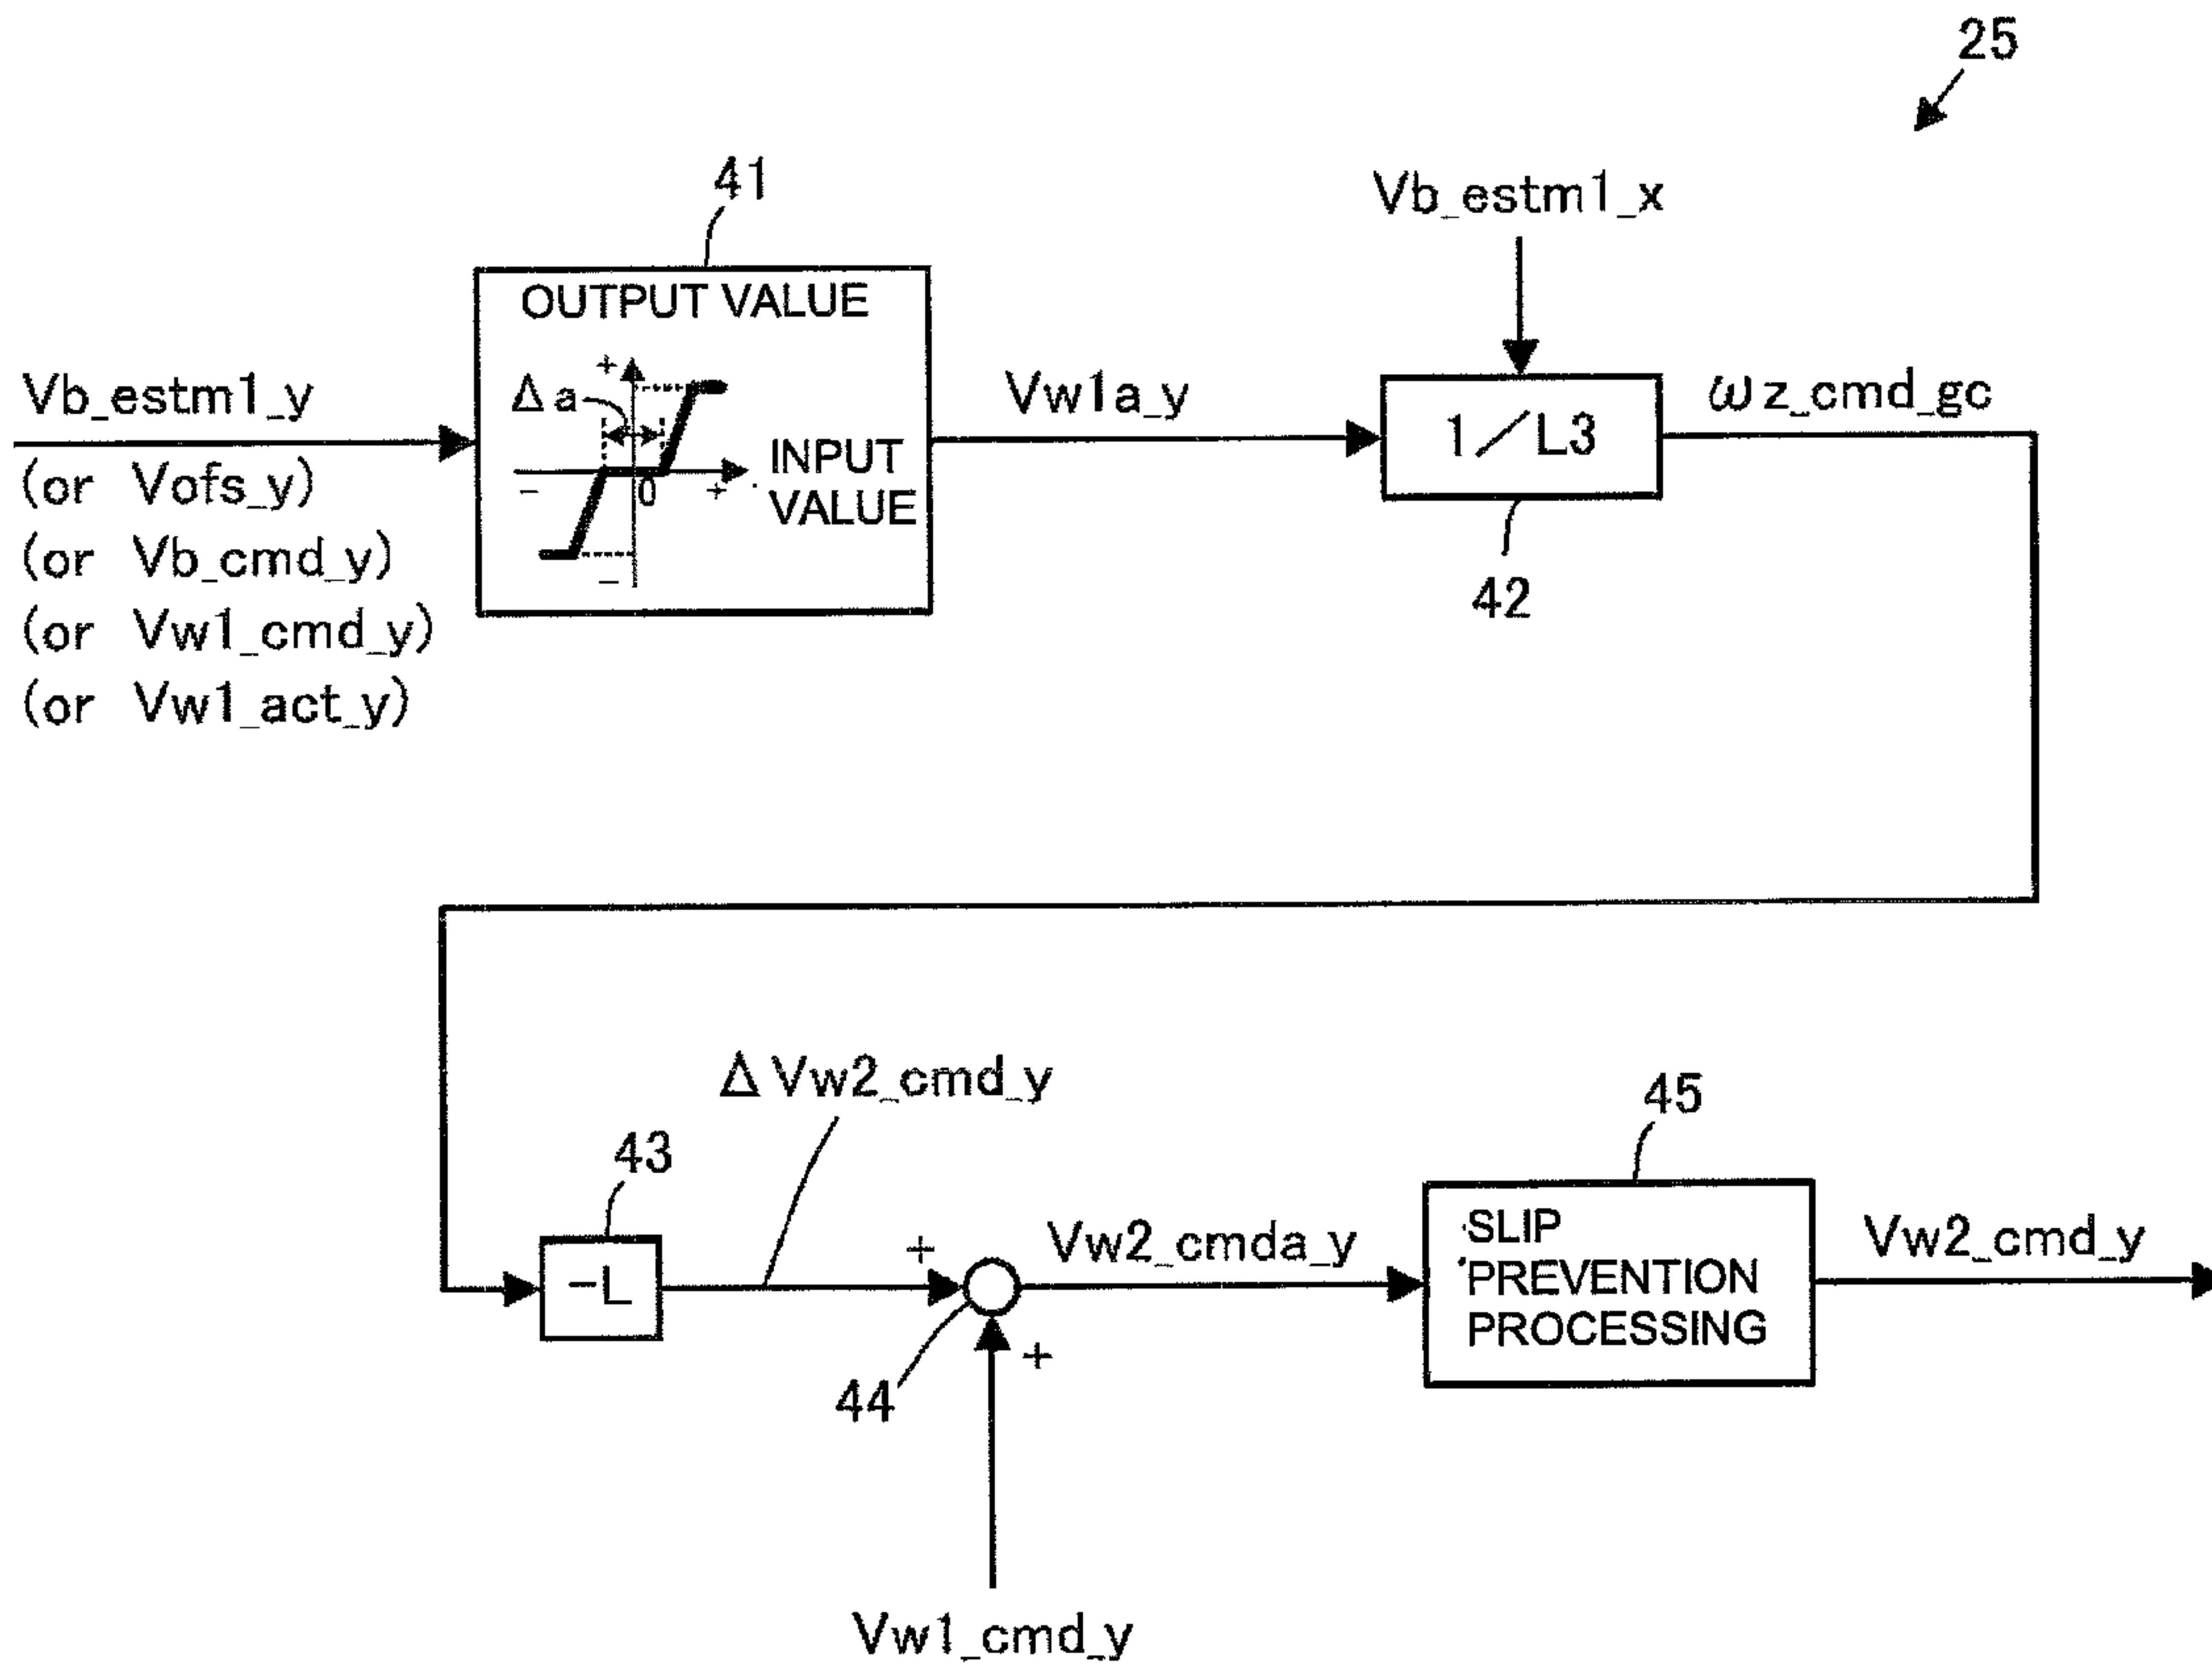 25
41
Vb_estm1_x
OUTPUT VALUE
+
Δa
Vb_estm1_y
Vw1a_y
1/L3
ωz_cmd_gc
INPUT
VALUE
- 0 +
-
(or Vofs_y)
(or Vb_cmd_y)
(or Vw1_cmd_y)
(or Vw1_act_y)
42
ΔVw2_cmd_y
43
45
-L
+
Vw2_cmda_y
SLIP
PREVENTION
PROCESSING
Vw2_cmd_y
+
44
Vw1_cmd_y